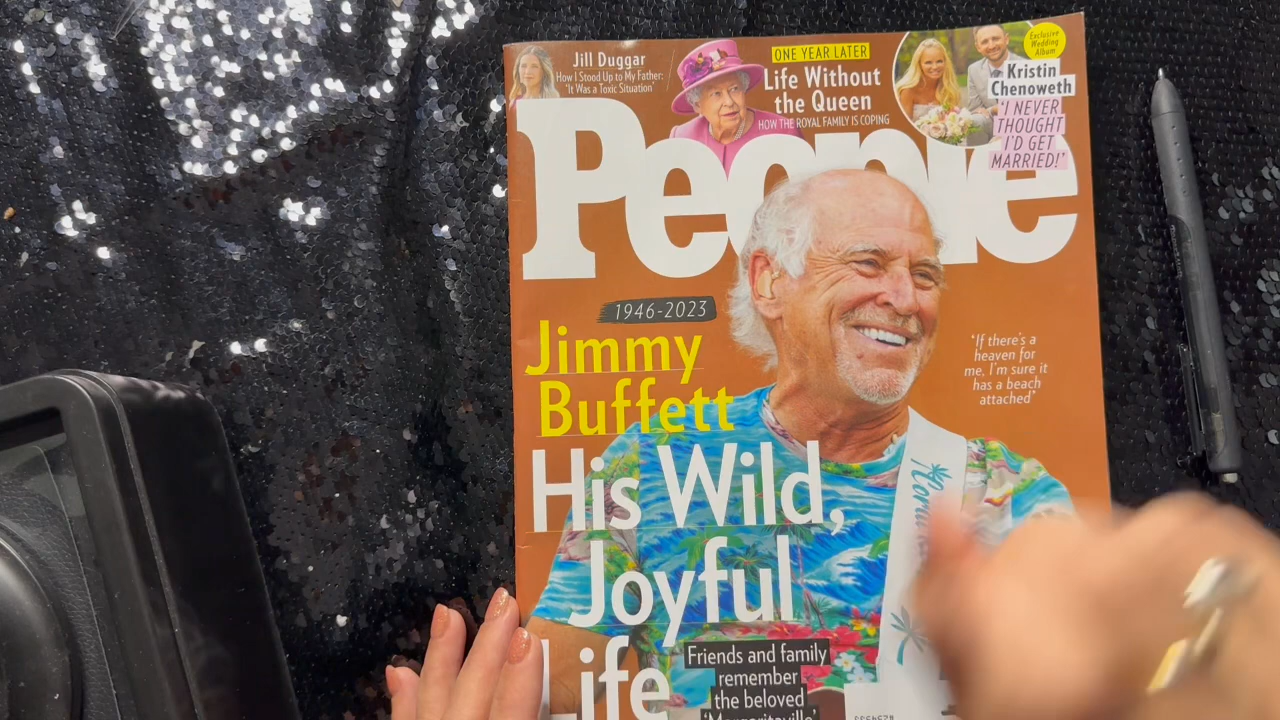 Jill Duggar
How I Stood Up to My Father:
'It Was a Toxic Situation'
ONE YEAR LATER
Life Without
the Queen
HOW THE ROYAL FAMILY IS COPING
Exclusive
Wedding
Album
Kristin
Chenoweth
'I NEVER
THOUGHT
I'D GET
MARRIED!'
People
1946-2023
Jimmy
Buffett
His Wild,
Joyful
Life
'If there's a
heaven for
me, I'm sure it
has a beach
attached'
Friends and family
remember
the beloved
'Margaritaville'